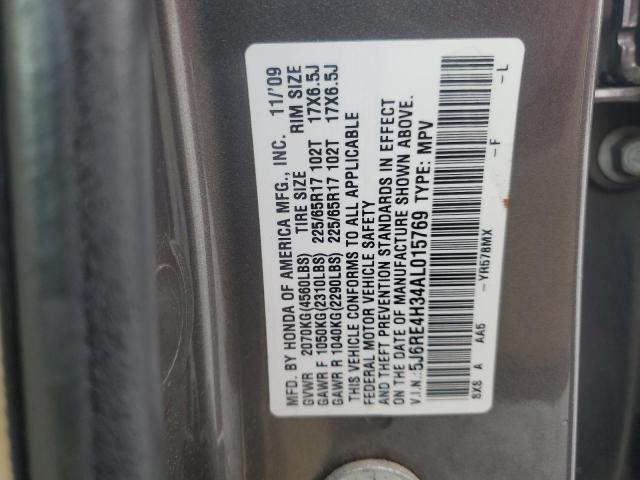 MFD. BY HONDA OF AMERICA MFG., INC. 11/'09
GVWR 2070KG(4560LBS) TIRE SIZE RIM SIZE
GAWR F 1050KG(2310LBS) 225/65R17 102T 17X6.5J
GAWR R 1040KG(2290LBS) 225/65R17 102T 17X6.5J
THIS VEHICLE CONFORMS TO ALL APPLICABLE
FEDERAL MOTOR VEHICLE SAFETY
AND THEFT PREVENTION STANDARDS IN EFFECT
ON THE DATE OF MANUFACTURE SHOWN ABOVE.
V.I.N.: 5J6RE4H34AL015769 TYPE: MPV
SXS A AA5 -YR578MX -F -L